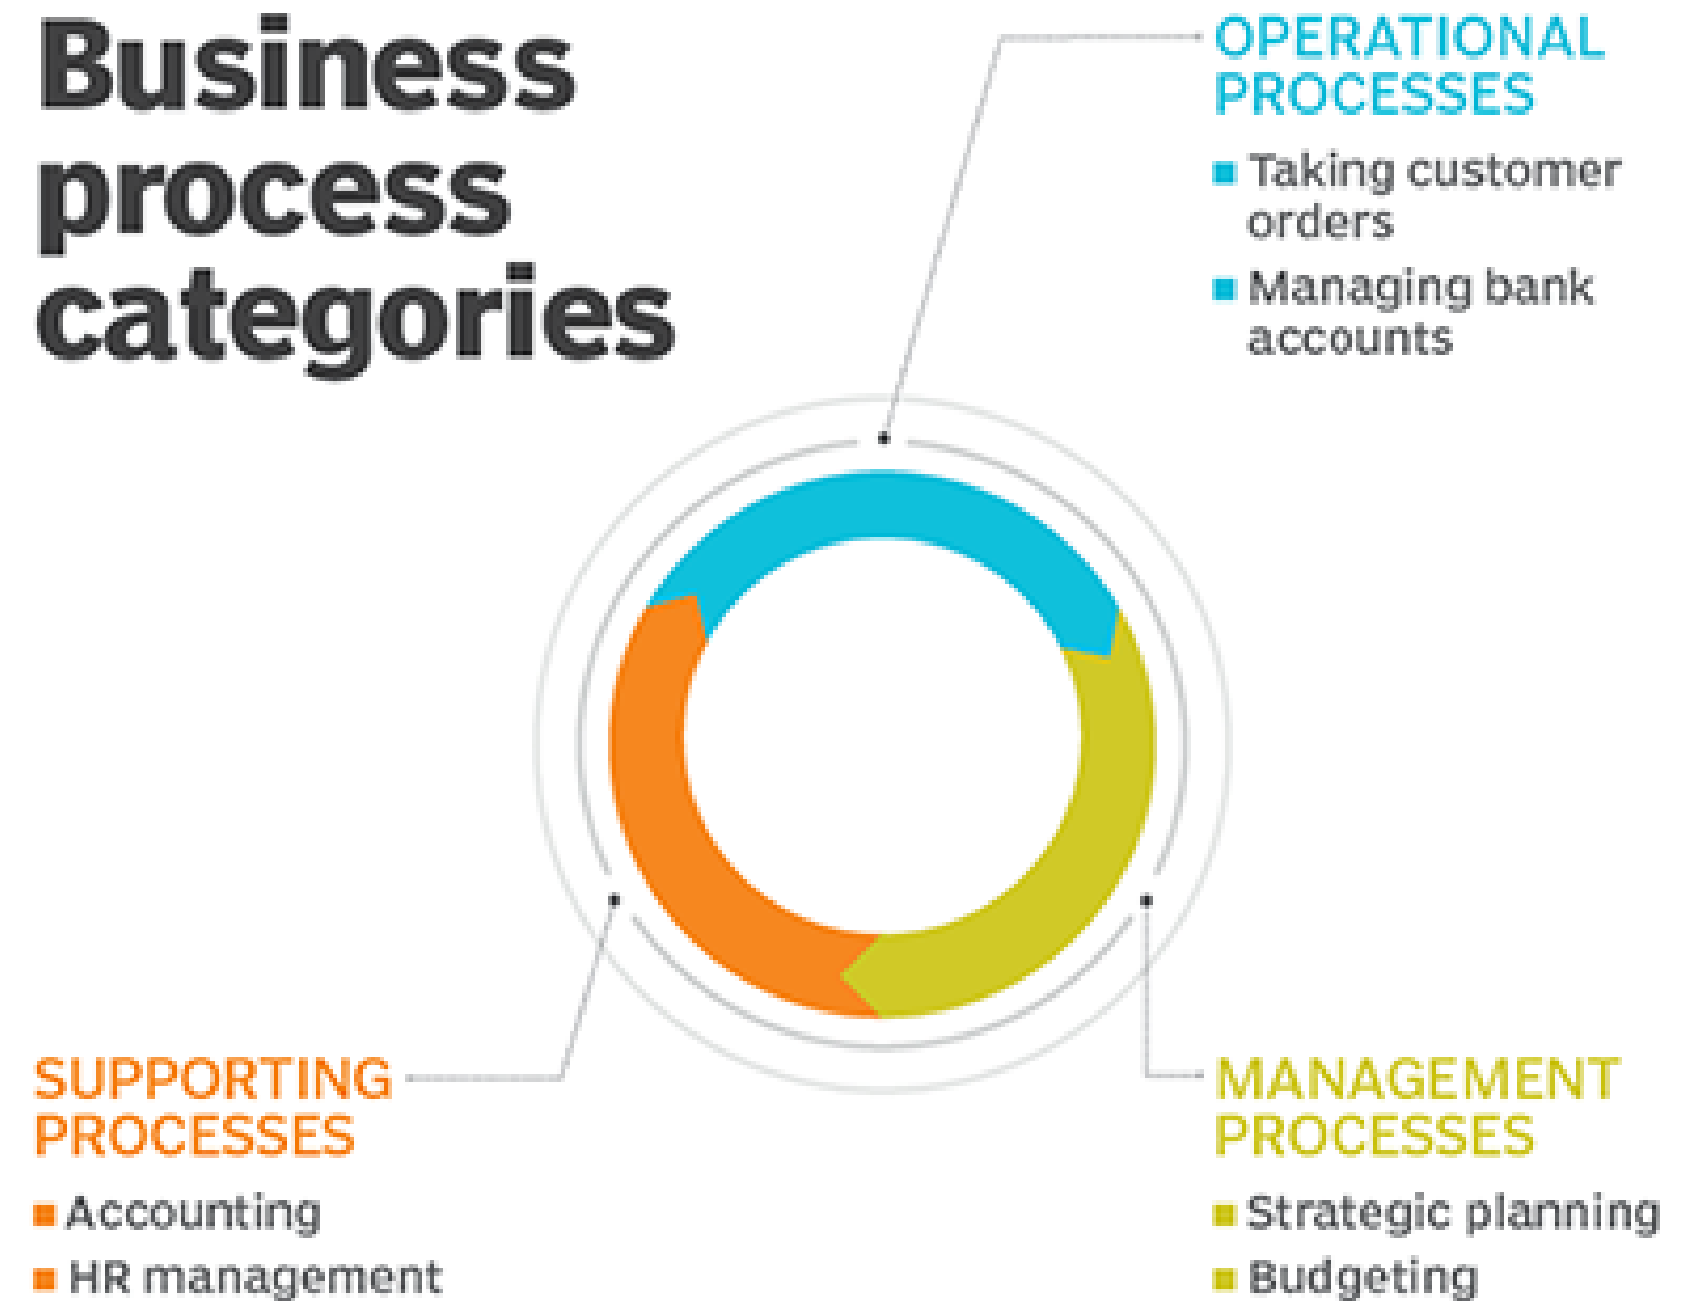 Business
process
categories
OPERATIONAL
PROCESSES
Taking customer
orders
Managing bank
accounts
SUPPORTING
PROCESSES
Accounting
HR management
MANAGEMENT
PROCESSES
Strategic planning
Budgeting